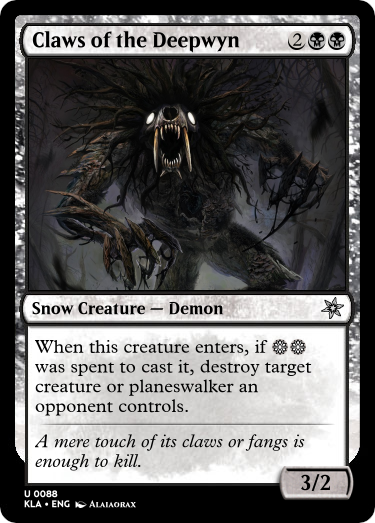 Claws of the Deepwyn 2
Snow Creature — Demon
When this creature enters, if
was spent to cast it, destroy target
creature or planeswalker an
opponent controls.
A mere touch of its claws or fangs is
enough to kill.
3/2
U 0088
KLA • ENG ALAIAORAX